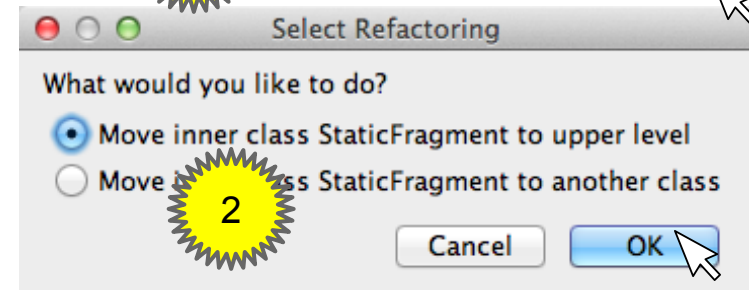 Select Refactoring
What would you like to do?
Move inner class StaticFragment to upper level
Move ss StaticFragment to another class
2
Cancel OK